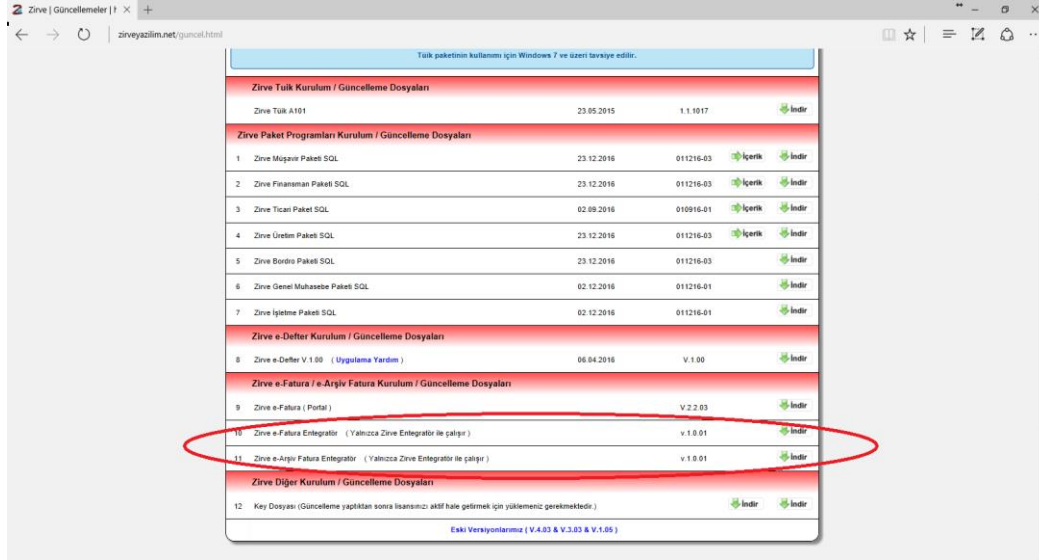 Zirve | Güncellemeler | h
zirveyazilim.net/guncel.html
Tüik paketinin kullanımı için Windows 7 ve üzeri tavsiye edilir.
Zirve Tuik Kurulum / Güncelleme Dosyaları
Zirve Tüik A101 23.05.2015 1.1.1017 İndir
Zirve Paket Programları Kurulum / Güncelleme Dosyaları
1 Zirve Müşavir Paketi SQL 23.12.2016 011216-03 İçerik İndir
2 Zirve Finansman Paketi SQL 23.12.2016 011216-03 İçerik İndir
3 Zirve Ticari Paket SQL 02.09.2016 010916-01 İçerik İndir
4 Zirve Üretim Paketi SQL 23.12.2016 011216-03 İçerik İndir
5 Zirve Bordro Paketi SQL 23.12.2016 011216-03 İndir
6 Zirve Genel Muhasebe Paketi SQL 02.12.2016 011216-01 İndir
7 Zirve İşletme Paketi SQL 02.12.2016 011216-01 İndir
Zirve e-Defter Kurulum / Güncelleme Dosyaları
8 Zirve e-Defter V.1.00 ( Uygulama Yardım ) 06.04.2016 V.1.00 İndir
Zirve e-Fatura / e-Arşiv Fatura Kurulum / Güncelleme Dosyaları
9 Zirve e-Fatura ( Portal ) V.2.2.03 İndir
10 Zirve e-Fatura Entegratör ( Yalnızca Zirve Entegratör ile çalışır ) v.1.0.01 İndir
11 Zirve e-Arşiv Fatura Entegratör ( Yalnızca Zirve Entegratör ile çalışır ) v.1.0.01 İndir
Zirve Diğer Kurulum / Güncelleme Dosyaları
12 Key Dosyası (Güncelleme yaptıktan sonra lisansınızı aktif hale getirmek için yüklemeniz gerekmektedir.) İndir İndir
Eski Versiyonlarımız ( V.4.03 & V.3.03 & V.1.05 )